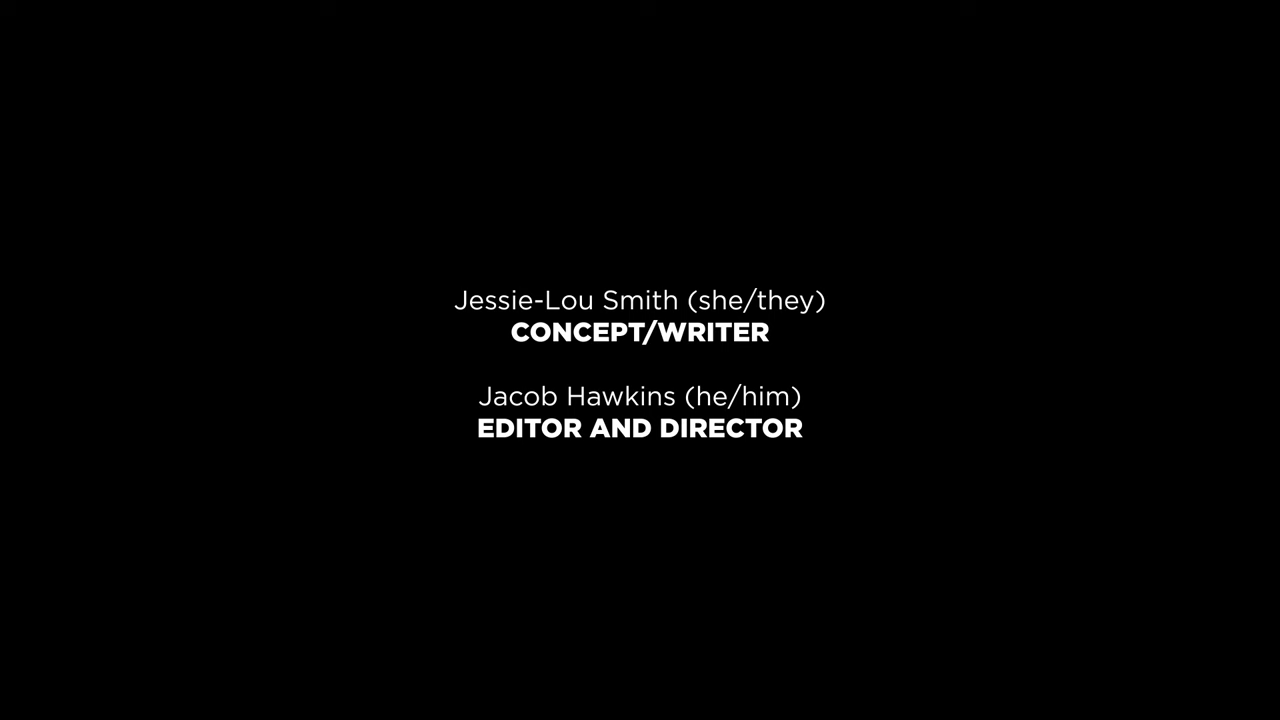 Jessie-Lou Smith (she/they)
CONCEPT/WRITER
Jacob Hawkins (he/him)
EDITOR AND DIRECTOR